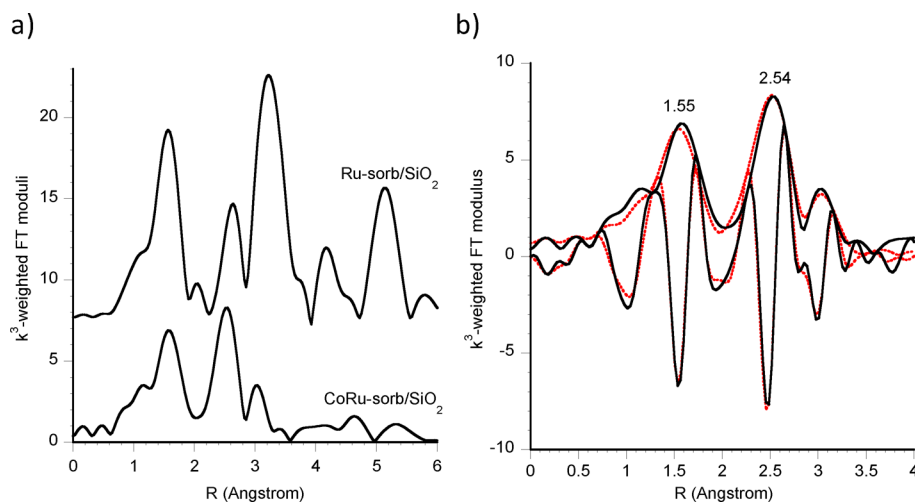 a)
k³-weighted FT moduli
20
15
10
5
0
Ru-sorb/SiO₂
CoRu-sorb/SiO₂
0 1 2 3 4 5 6
R (Angstrom)
b)
k³-weighted FT modulus
10
5
0
-5
-10
1.55
2.54
0 0.5 1 1.5 2 2.5 3 3.5 4
R (Angstrom)